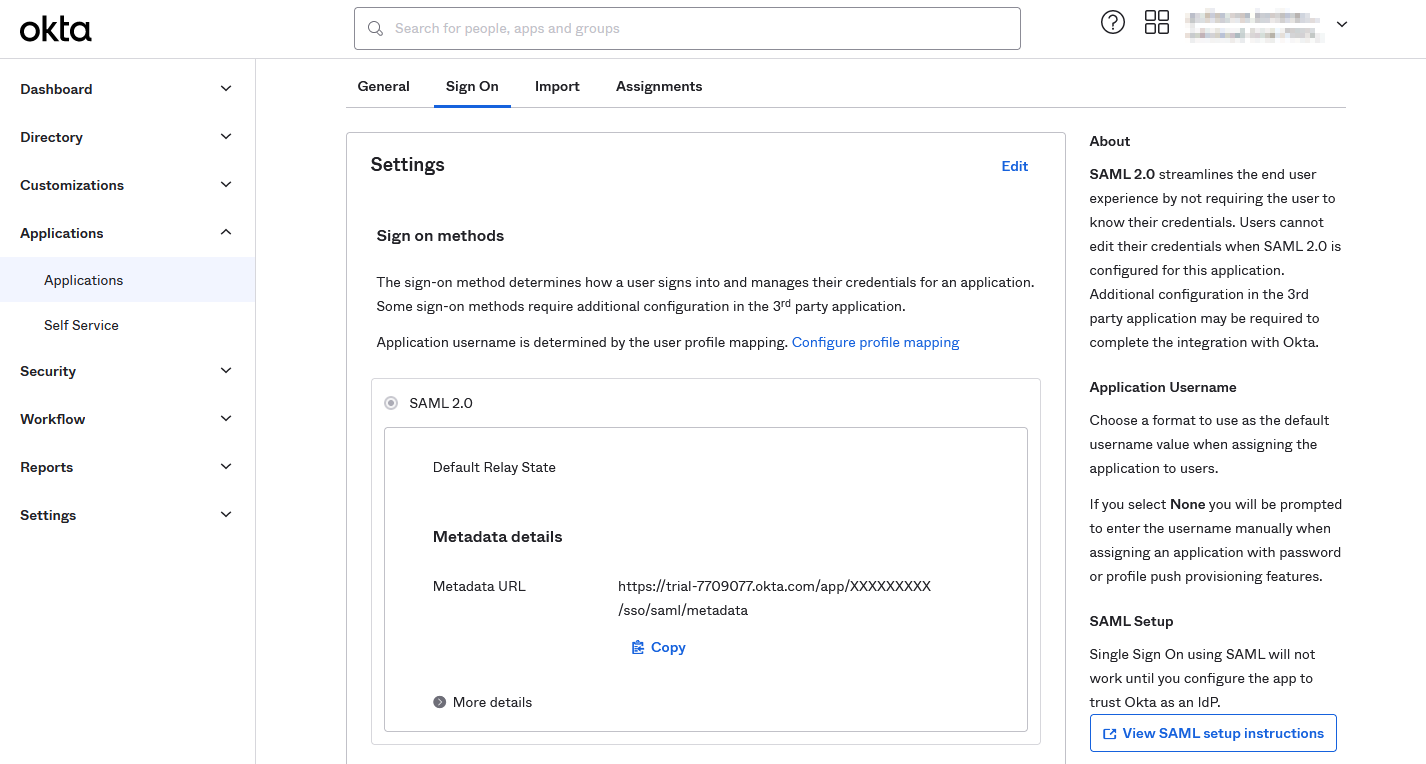 okta
Search for people, apps and groups
Dashboard
Directory
Customizations
Applications
Applications
Self Service
Security
Workflow
Reports
Settings
General
Sign On
Import
Assignments
Settings
Edit
Sign on methods
The sign-on method determines how a user signs into and manages their credentials for an application.
Some sign-on methods require additional configuration in the 3rd party application.
Application username is determined by the user profile mapping. Configure profile mapping
SAML 2.0
Default Relay State
Metadata details
Metadata URL
https://trial-7709077.okta.com/app/XXXXXXXXX
/sso/saml/metadata
Copy
More details
About
SAML 2.0 streamlines the end user
experience by not requiring the user to
know their credentials. Users cannot
edit their credentials when SAML 2.0 is
configured for this application.
Additional configuration in the 3rd
party application may be required to
complete the integration with Okta.
Application Username
Choose a format to use as the default
username value when assigning the
application to users.
If you select None you will be prompted
to enter the username manually when
assigning an application with password
or profile push provisioning features.
SAML Setup
Single Sign On using SAML will not
work until you configure the app to
trust Okta as an IdP.
View SAML setup instructions